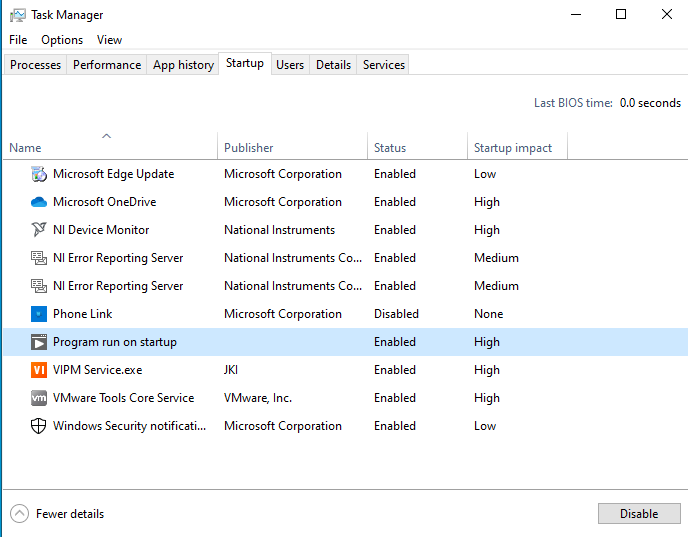 Task Manager
File Options View
Processes Performance App history Startup Users Details Services
Last BIOS time: 0.0 seconds
Name Publisher Status Startup impact
Microsoft Edge Update Microsoft Corporation Enabled Low
Microsoft OneDrive Microsoft Corporation Enabled High
NI Device Monitor National Instruments Enabled High
NI Error Reporting Server National Instruments Co... Enabled Medium
NI Error Reporting Server National Instruments Co... Enabled Medium
Phone Link Microsoft Corporation Disabled None
Program run on startup Enabled High
VI VIPM Service.exe JKI Enabled High
vm VMware Tools Core Service VMware, Inc. Enabled High
Windows Security notificati... Microsoft Corporation Enabled Low
Fewer details Disable